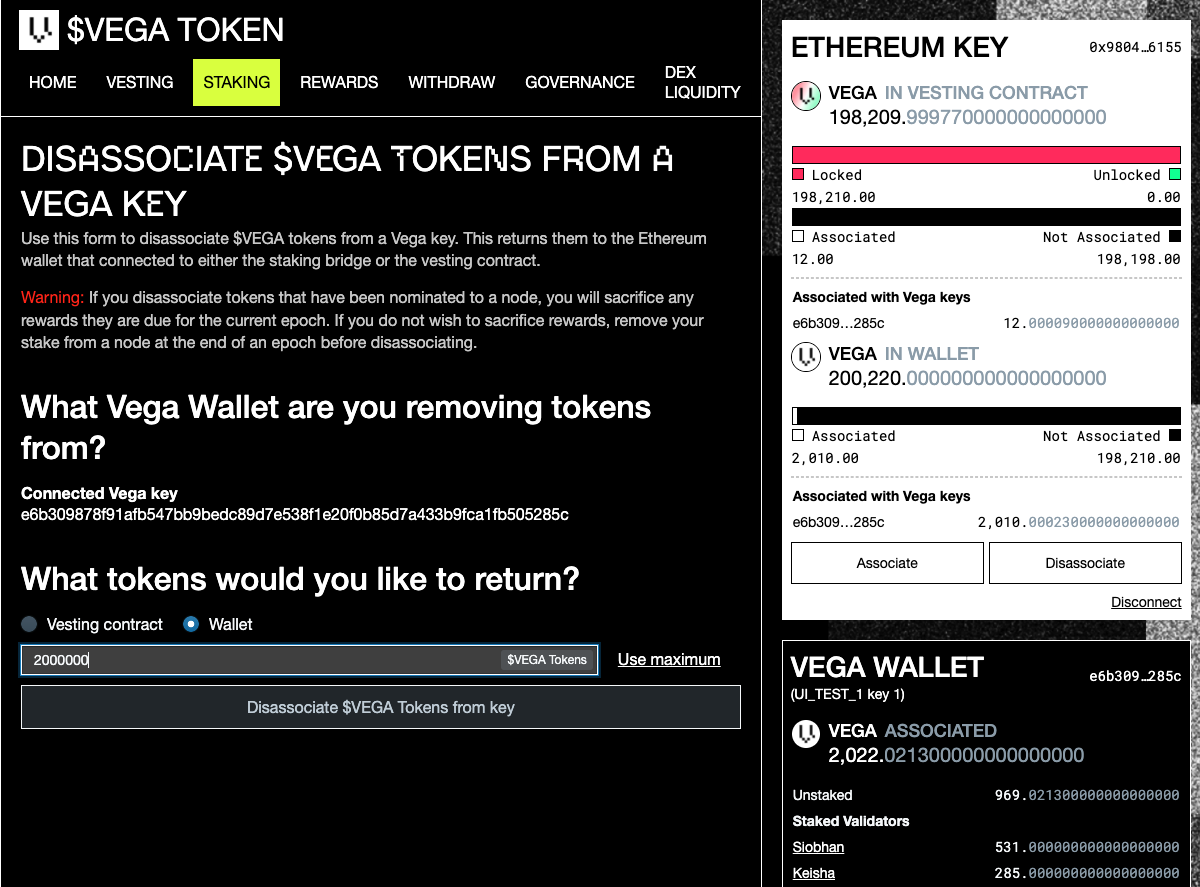 $VEGA TOKEN
HOME
VESTING
STAKING
REWARDS
WITHDRAW
GOVERNANCE
DEX
LIQUIDITY
DISASSOCIATE $VEGA TOKENS FROM A
VEGA KEY
Use this form to disassociate $VEGA tokens from a Vega key. This returns them to the Ethereum
wallet that connected to either the staking bridge or the vesting contract.
Warning: If you disassociate tokens that have been nominated to a node, you will sacrifice any
rewards they are due for the current epoch. If you do not wish to sacrifice rewards, remove your
stake from a node at the end of an epoch before disassociating.
What Vega Wallet are you removing tokens
from?
Connected Vega key
e6b309878f91afb547bb9bedc89d7e538f1e20f0b85d7a433b9fca1fb505285c
What tokens would you like to return?
Vesting contract
Wallet
2000000
$VEGA Tokens
Use maximum
Disassociate $VEGA Tokens from key
ETHEREUM KEY
0x9804…6155
VEGA IN VESTING CONTRACT
198,209.999770000000000000
Locked
Unlocked
198,210.00
0.00
Associated
Not Associated
12.00
198,198.00
Associated with Vega keys
e6b309…285c
12.000090000000000000
VEGA IN WALLET
200,220.000000000000000000
Associated
Not Associated
2,010.00
198,210.00
Associated with Vega keys
e6b309…285c
2,010.000230000000000000
Associate
Disassociate
Disconnect
VEGA WALLET
e6b309…285c
(UI_TEST_1 key 1)
VEGA ASSOCIATED
2,022.021300000000000000
Unstaked
969.021300000000000000
Staked Validators
Siobhan
531.000000000000000000
Keisha
285.000000000000000000